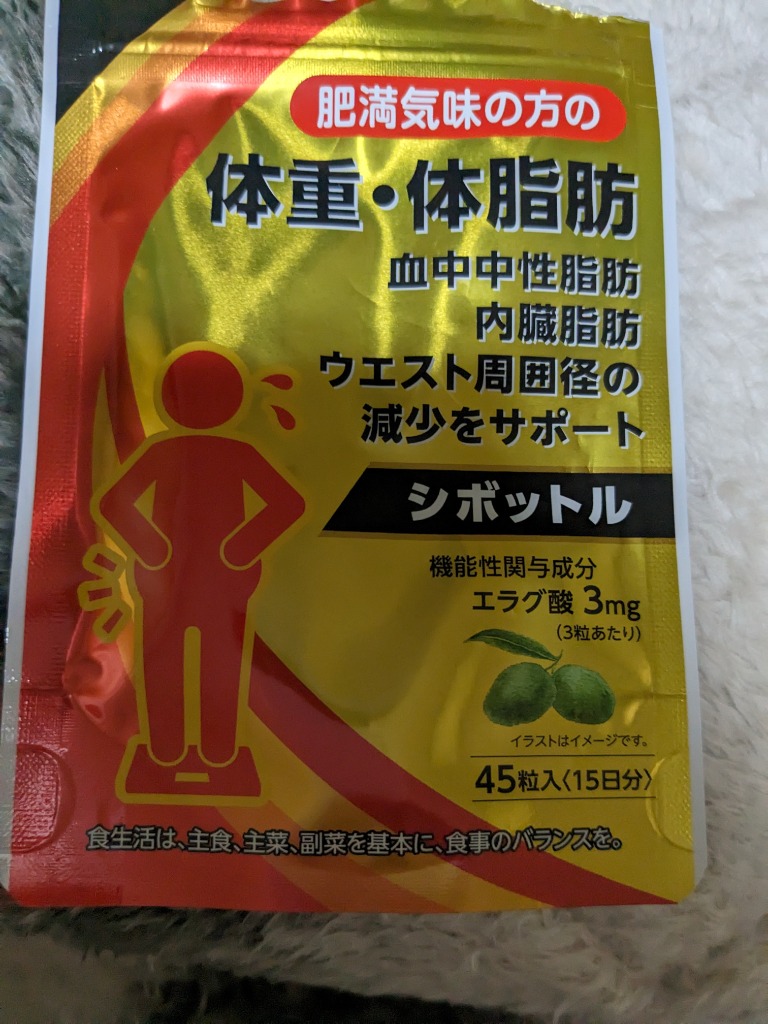 肥満気味の方の
体重・体脂肪
血中中性脂肪
内臓脂肪
ウエスト周囲径の
減少をサポート
シボットル
機能性関与成分
エラグ酸 3mg
(3粒あたり)
イラストはイメージです。
45粒入〈15日分〉
食生活は、主食、主菜、副菜を基本に、食事のバランスを。